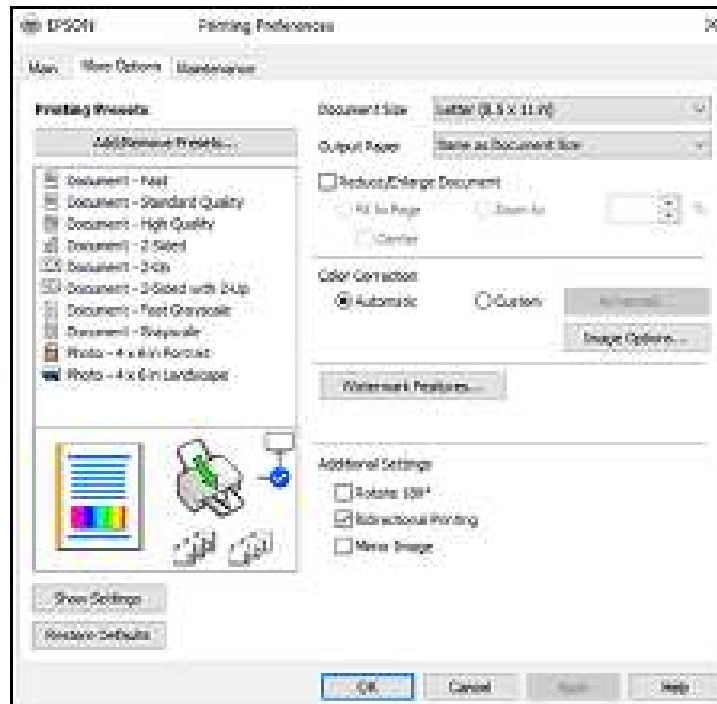 EPSON Printing Preferences
Main More Options Maintenance
Printing Presets
Add/Remove Presets...
Document - Fast
Document - Standard Quality
Document - High Quality
Document - 2-Sided
Document - 2-Up
Document - 2-Sided with 2-Up
Document - Fast Grayscale
Document - Grayscale
Photo - 4 x 6 in Portrait
Photo - 4 x 6 in Landscape
Show Settings
Restore Defaults
Document Size Letter (8.5 x 11 in)
Output Paper Same as Document Size
Reduce/Enlarge Document
Fit to Page Zoom to %
Center
Color Correction
Automatic Custom Advanced...
Image Options...
Watermark Features...
Additional Settings
Rotate 180°
Bidirectional Printing
Mirror Image
OK Cancel Apply Help